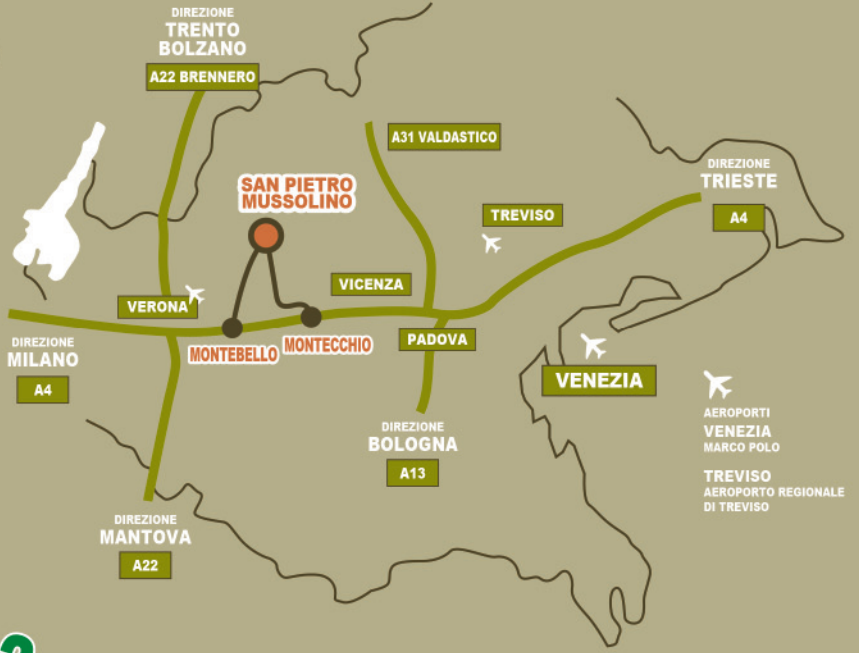 DIREZIONE
TRENTO
BOLZANO
A22 BRENNERO
A31 VALDASTICO
SAN PIETRO
MUSSOLINO
DIREZIONE
TRIESTE
A4
TREVISO
VICENZA
VERONA
DIREZIONE
MILANO
A4
MONTEBELLO
MONTECCHIO
PADOVA
VENEZIA
DIREZIONE
BOLOGNA
A13
AEROPORTI
VENEZIA
MARCO POLO
TREVISO
AEROPORTO REGIONALE
DI TREVISO
DIREZIONE
MANTOVA
A22